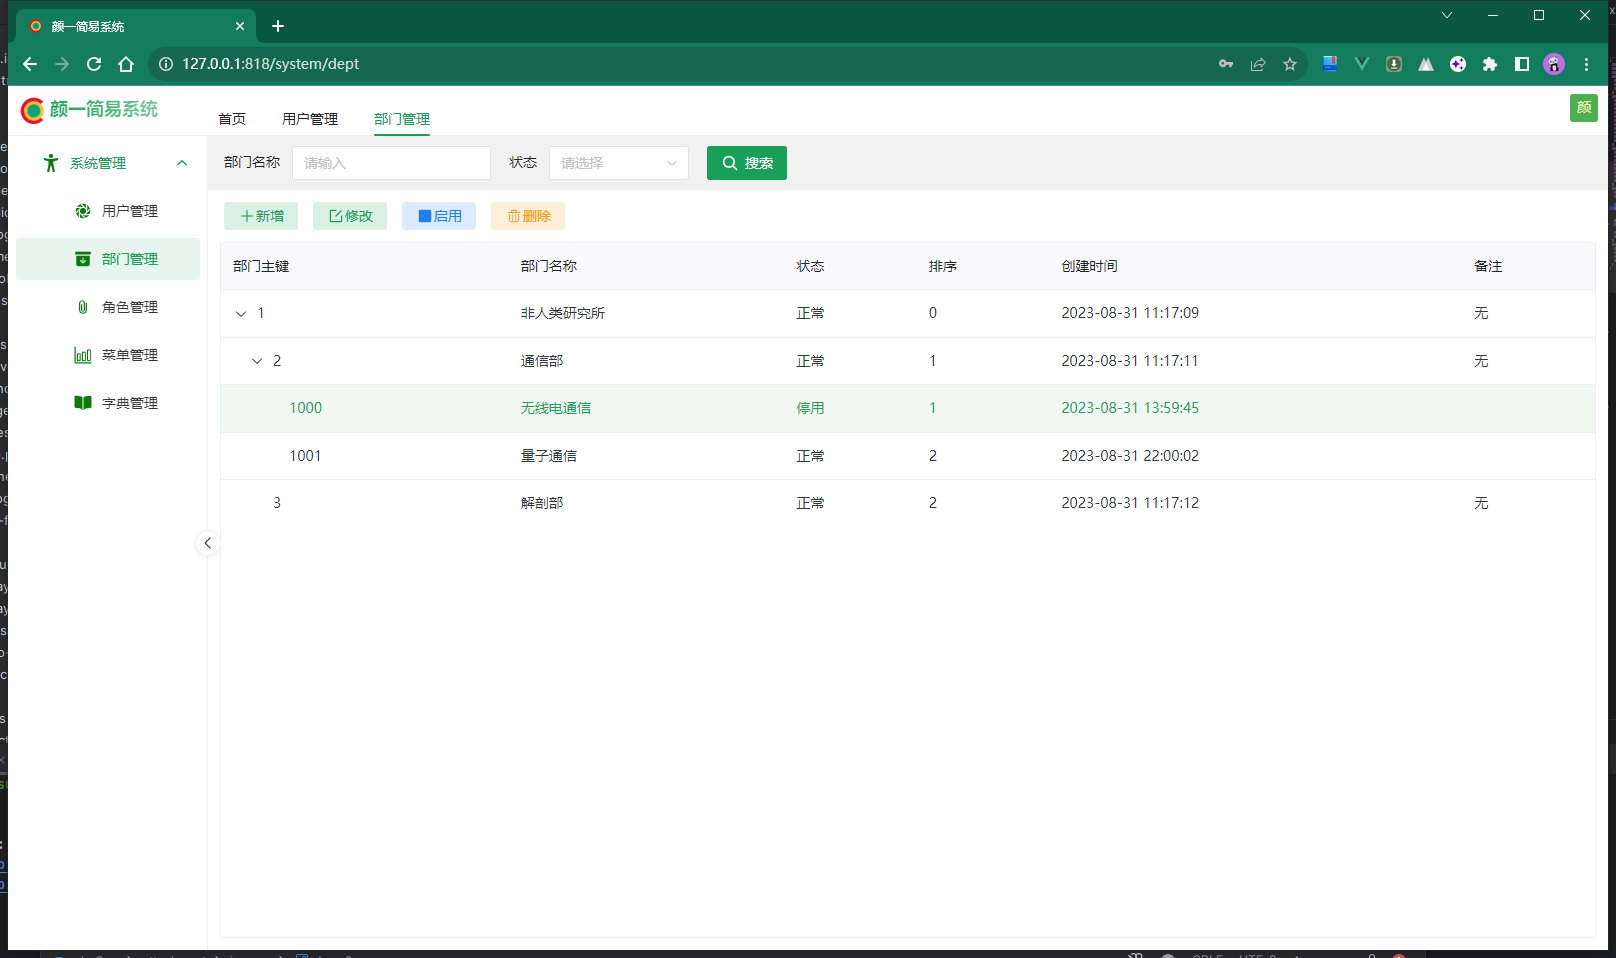 颜一简易系统
127.0.0.1:818/system/dept
颜一简易系统
首页 用户管理 部门管理
颜
系统管理
用户管理
部门管理
角色管理
菜单管理
字典管理
部门名称 请输入 状态 请选择 搜索
新增 修改 启用 删除
部门主键 部门名称 状态 排序 创建时间 备注
1 非人类研究所 正常 0 2023-08-31 11:17:09 无
2 通信部 正常 1 2023-08-31 11:17:11 无
1000 无线电通信 停用 1 2023-08-31 13:59:45
1001 量子通信 正常 2 2023-08-31 22:00:02
3 解剖部 正常 2 2023-08-31 11:17:12 无